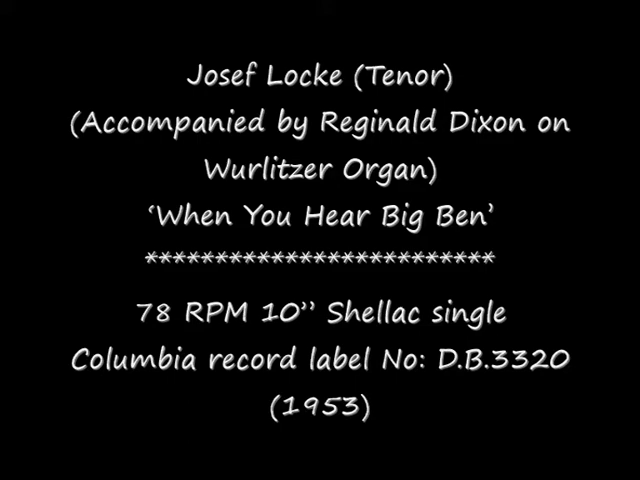 Josef Locke (Tenor)
(Accompanied by Reginald Dixon on
Wurlitzer Organ)
‘When You Hear Big Ben’
*************************
78 RPM 10” Shellac single
Columbia record label No: D.B.3320
(1953)